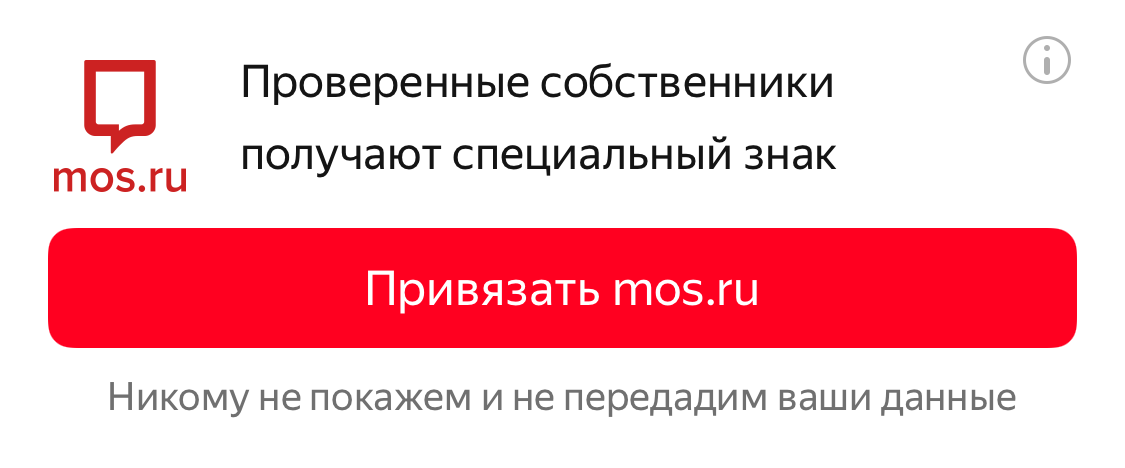 Проверенные собственники
получают специальный знак
mos.ru
Привязать mos.ru
Никому не покажем и не передадим ваши данные